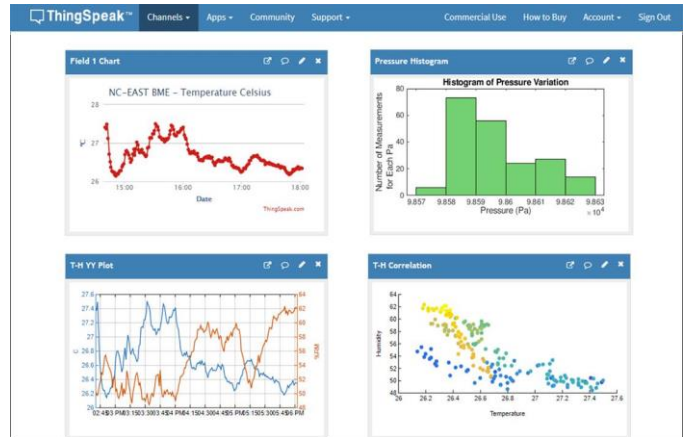 ThingSpeak™ Channels Apps Community Support Commercial Use How to Buy Account Sign Out
Field 1 Chart
NC-EAST BME - Temperature Celsius
28
27
26
°C
15:00 16:00 17:00 18:00
Date
ThingSpeak.com
Pressure Histogram
Histogram of Pressure Variation
Number of Measurements
for Each Pa
80
60
40
20
0
9.857 9.858 9.859 9.86 9.861 9.862 9.863
Pressure (Pa)
× 10⁴
T-H YY Plot
27.6
27.4
27.2
27
26.8
26.6
26.4
26.2
26
C
64
62
60
58
56
54
52
50
48
%RH
T-H Correlation
64
62
60
58
56
54
52
50
48
Humidity
26 26.2 26.4 26.6 26.8 27 27.2 27.4 27.6
Temperature